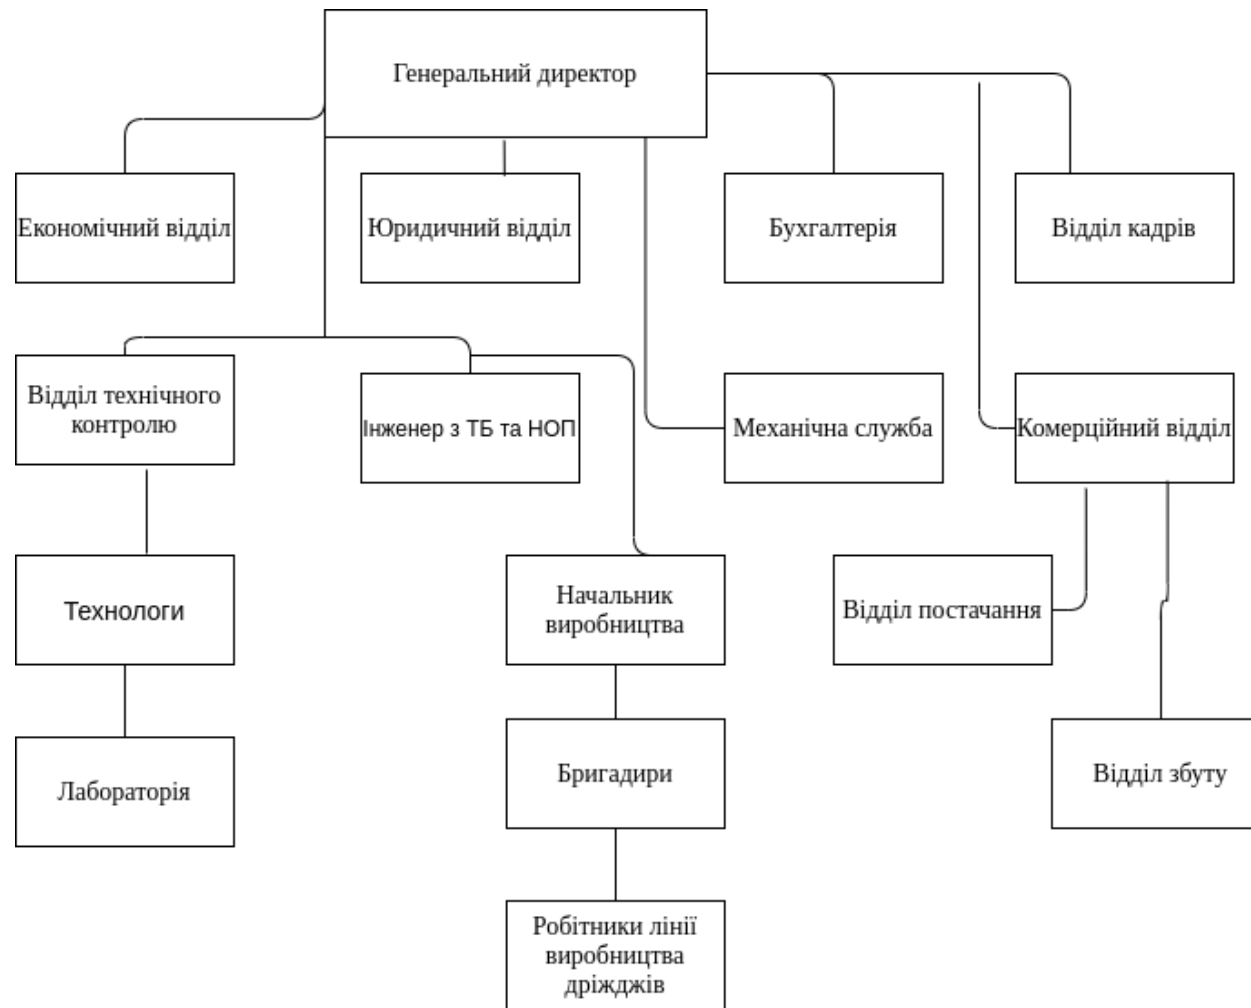 Генеральний директор
Економічний відділ
Юридичний відділ
Бухгалтерія
Відділ кадрів
Відділ технічного
контролю
Інженер з ТБ та НОП
Механічна служба
Комерційний відділ
Технологи
Начальник
виробництва
Відділ постачання
Лабораторія
Бригадири
Відділ збуту
Робітники лінії
виробництва
дріжджів